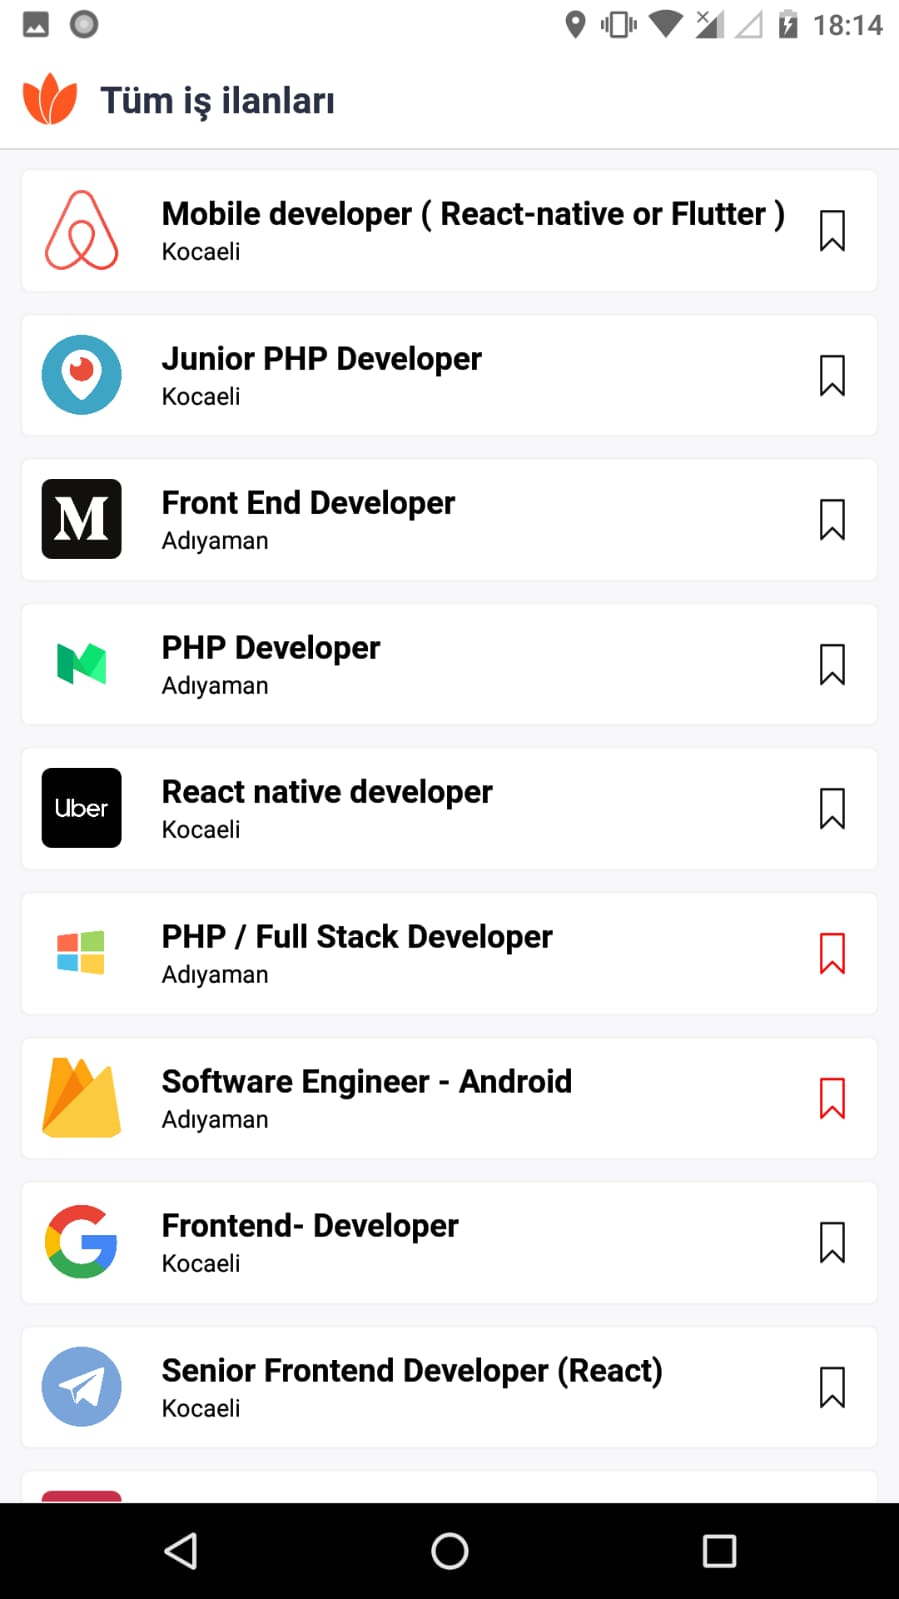 18:14
Tüm iş ilanları
Mobile developer ( React-native or Flutter )
Kocaeli
Junior PHP Developer
Kocaeli
M
Front End Developer
Adıyaman
PHP Developer
Adıyaman
Uber
React native developer
Kocaeli
PHP / Full Stack Developer
Adıyaman
Software Engineer - Android
Adıyaman
G
Frontend- Developer
Kocaeli
Senior Frontend Developer (React)
Kocaeli